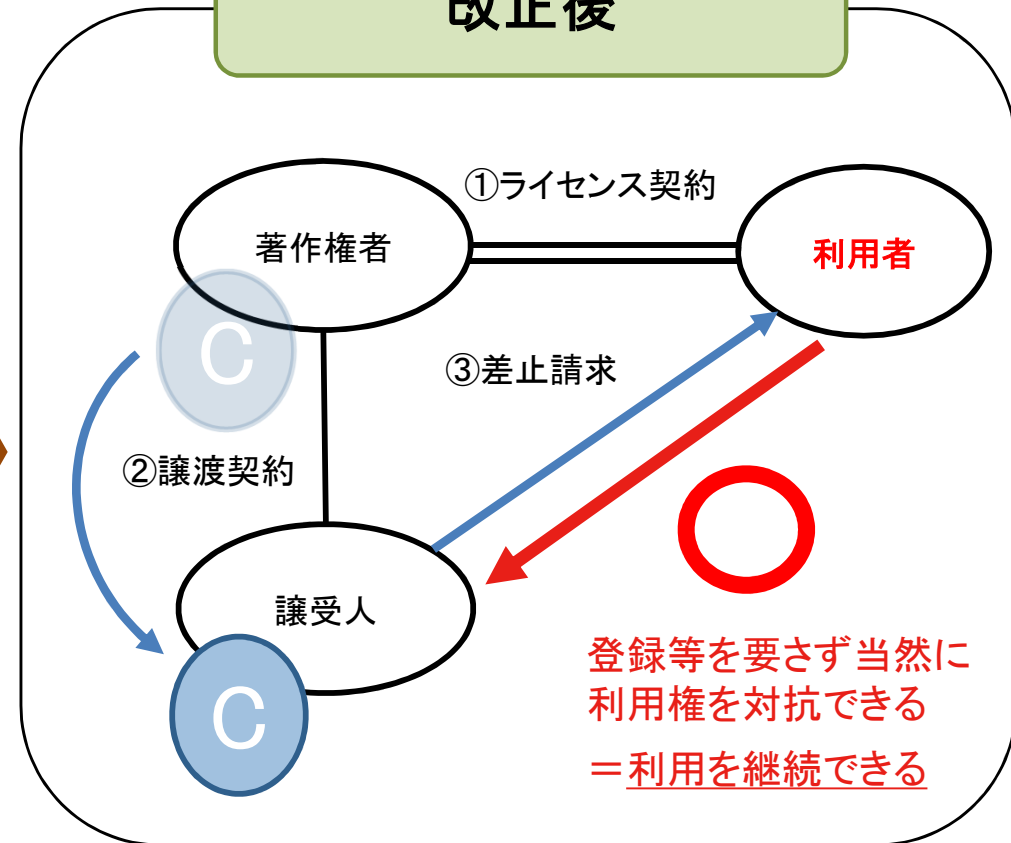 改正後
①ライセンス契約
著作権者
利用者
C
③差止請求
②譲渡契約
譲受人
C
登録等を要さず当然に
利用権を対抗できる
＝利用を継続できる